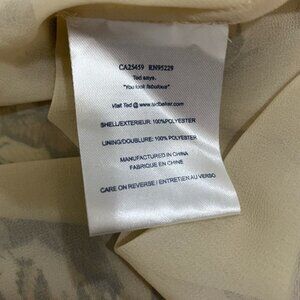 CA25459 RN95229
Ted says,
"You look fabulous"
Visit Ted @ www.tedbaker.com
SHELL/EXTERIEUR: 100%POLYESTER
LINING/DOUBLURE: 100% POLYESTER
MANUFACTURED IN CHINA
FABRIQUE EN CHINE
CARE ON REVERSE / ENTRETIEN AU VERSO